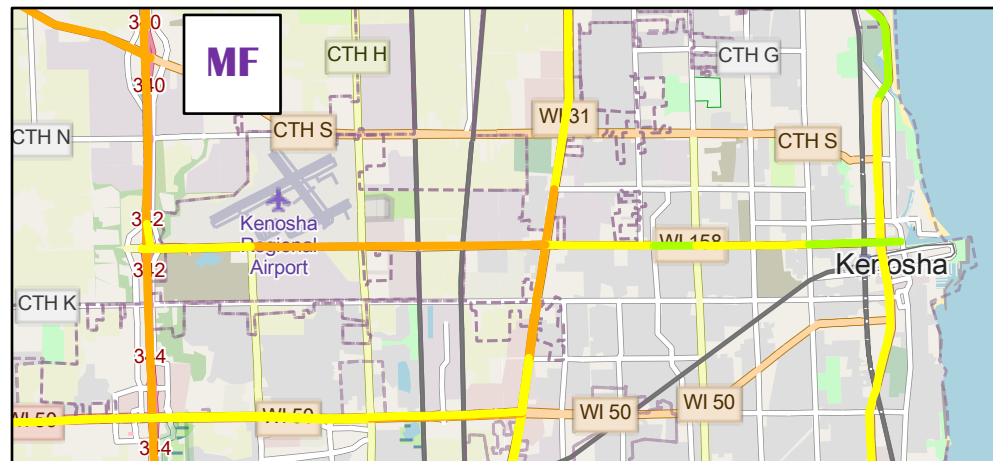 340
MF
CTH H
CTH G
340
WI 31
CTH N
CTH S
CTH S
342
Kenosha
Regional
Airport
WI 158
342
Kenosha
CTH K
344
WI 50
WI 50
WI 50
WI 50
344